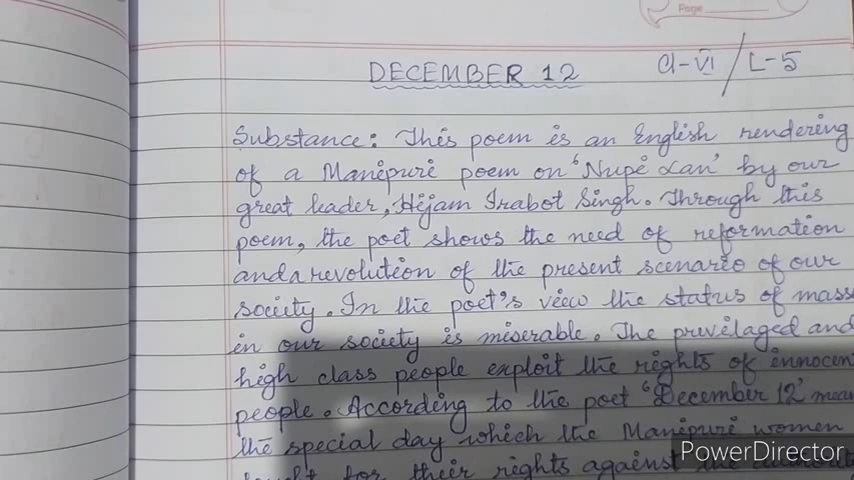 Page
DECEMBER 12
Cl-VI / L-5
Substance: This poem is an English rendering
of a Manipuri poem on 'Nupi Lan' by our
great leader, Hijam Irabot Singh. Through this
poem, the poet shows the need of reformation
and a revolution of the present scenario of our
society. In the poet's view the status of mass
in our society is miserable. The previlaged and
high class people exploit the rights of innocen
people. According to the poet 'December 12' mean
the special day which the Manipuri women
for their rights against the
PowerDirector